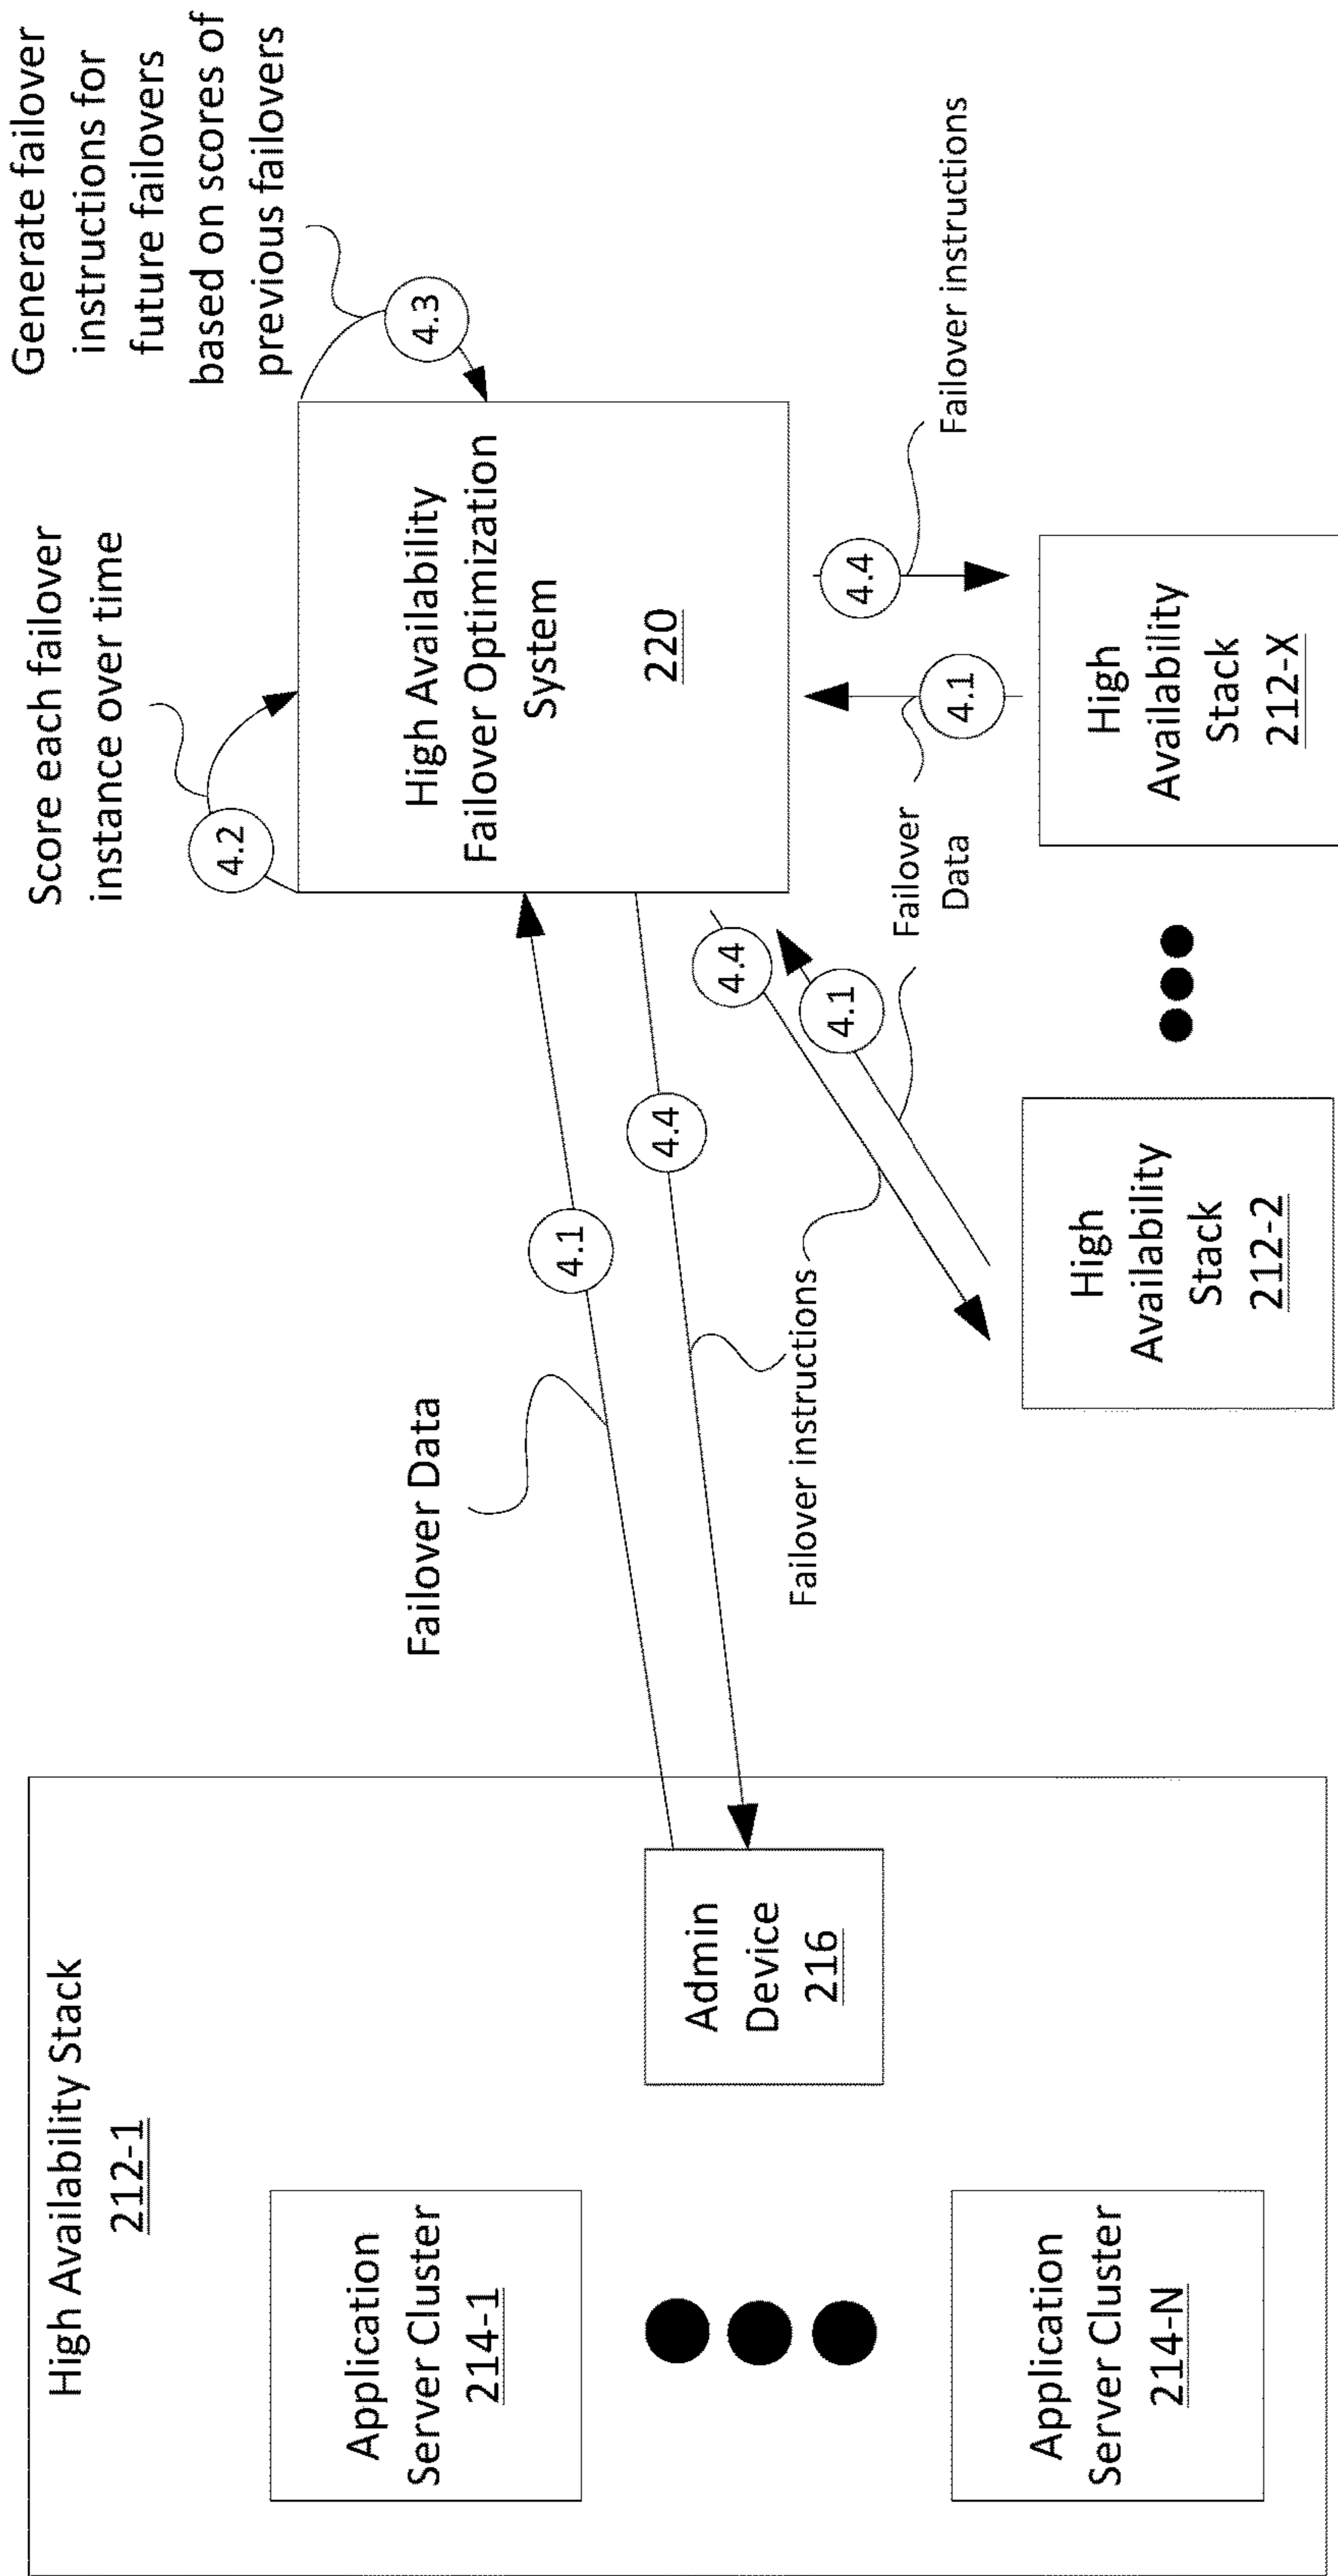 High Availability Stack
212-1
Application
Server Cluster
214-1
Application
Server Cluster
214-N
Admin
Device
216
Failover Data
4.1
4.4
Failover instructions
Score each failover
instance over time
4.2
Generate failover
instructions for
future failovers
based on scores of
previous failovers
4.3
High Availability
Failover Optimization
System
220
4.4
4.1
Failover
Data
4.1
4.4
Failover instructions
High
Availability
Stack
212-2
High
Availability
Stack
212-X